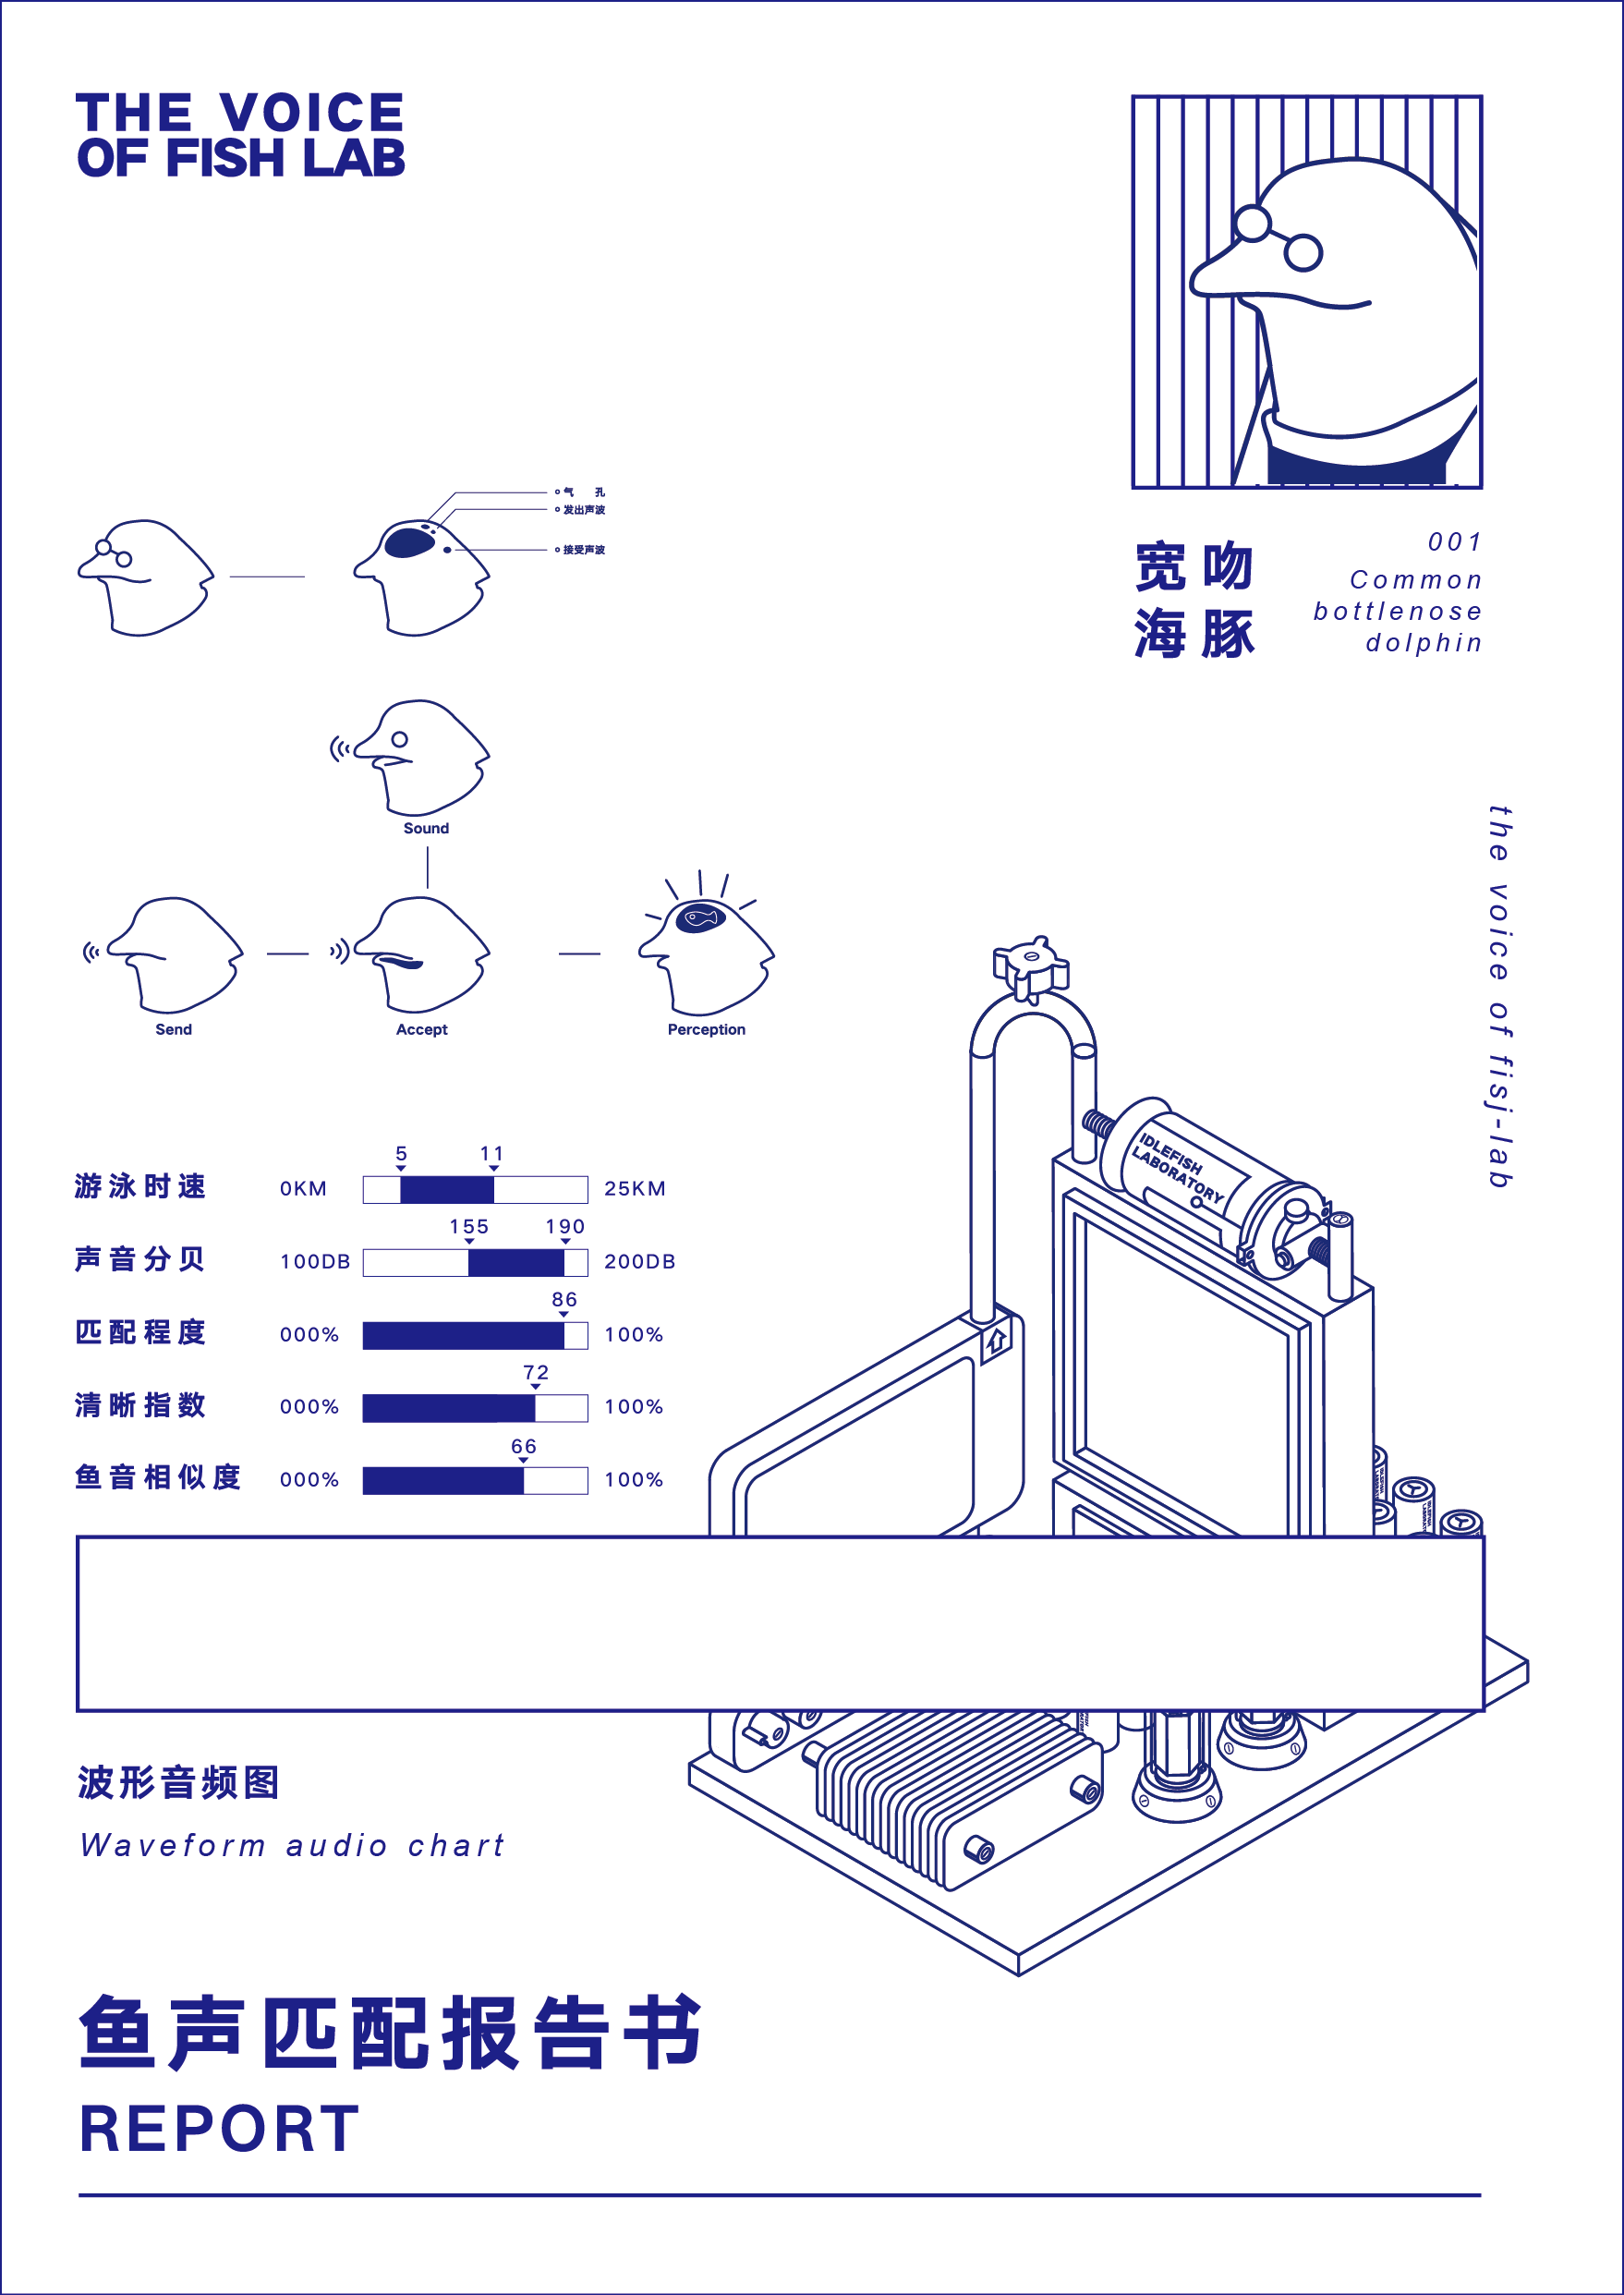 THE VOICE
OF FISH LAB
气 孔
发出声波
接受声波
宽吻
海豚
001
Common
bottlenose
dolphin
Sound
Send
Accept
Perception
the voice of fisj-lab
5 11
游泳时速 0KM 25KM
155 190
声音分贝 100DB 200DB
86
匹配程度 000% 100%
72
清晰指数 000% 100%
66
鱼音相似度 000% 100%
IDLEFISH
LABORATORY
波形音频图
Waveform audio chart
鱼声匹配报告书
REPORT